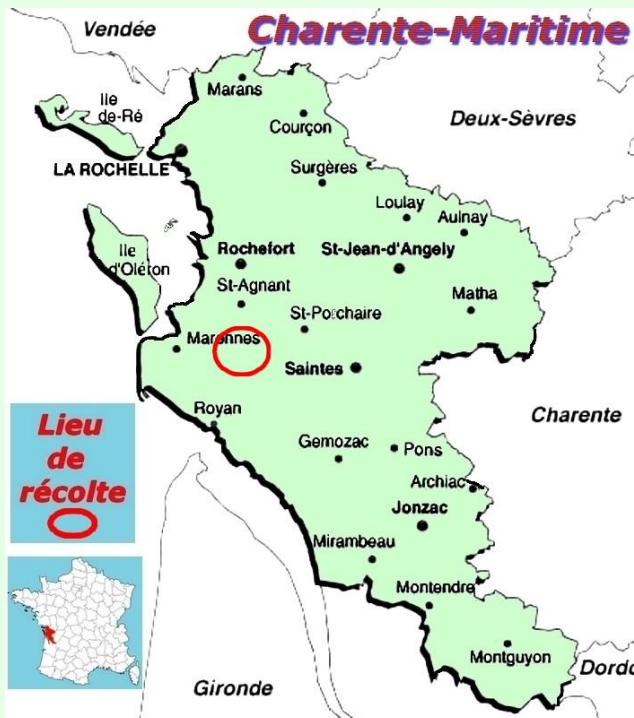 Charente-Maritime
Vendée
Marans
Ile
de-Ré
Courçon
Deux-Sèvres
LA ROCHELLE
Surgères
Loulay
Aulnay
Ile
d'Oléron
Rochefort
St-Jean-d'Angely
St-Agnant
Matha
St-Porchaire
Marennes
Saintes
Lieu
de
récolte
Royan
Charente
Gemozac
Pons
Archiac
Jonzac
Mirambeau
Montendre
Montguyon
Gironde
Dordo